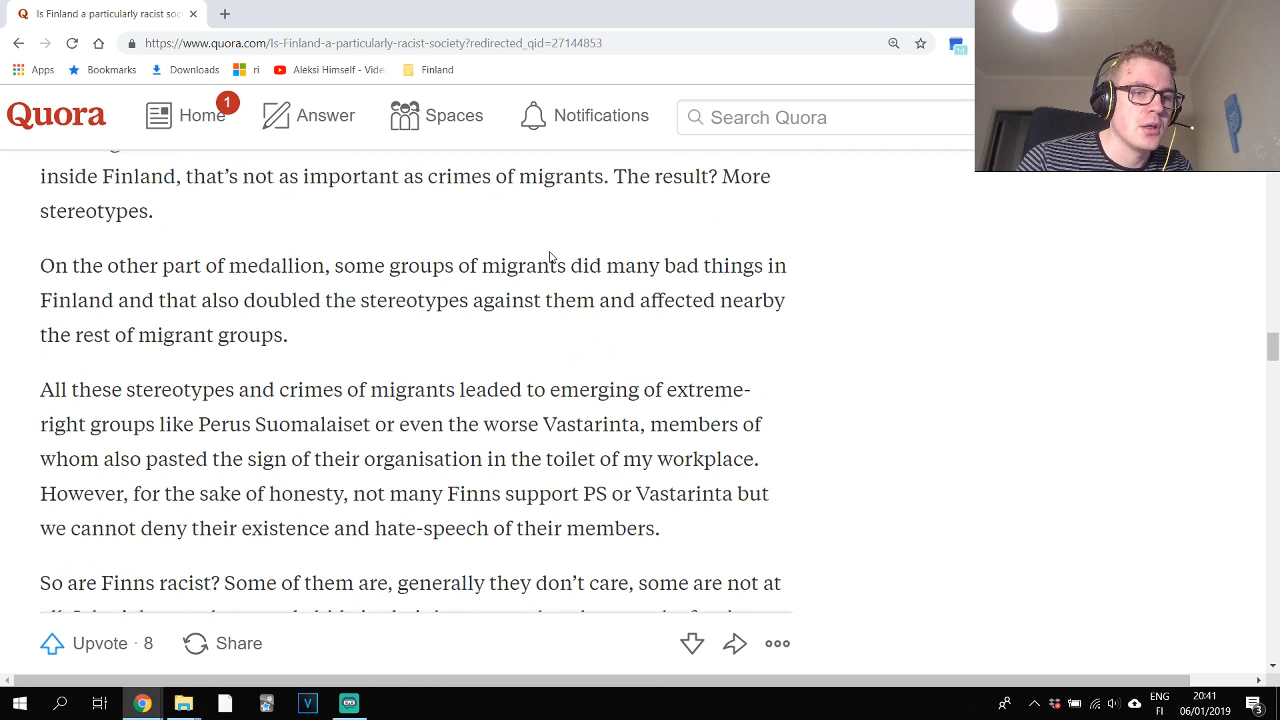 Is Finland a particularly racist soc
https://www.quora.com/Is-Finland-a-particularly-racist-society?redirected_qid=27144853
Apps
Bookmarks
Downloads
ri
Aleksi Himself - Vide
Finland
Quora
Home
1
Answer
Spaces
Notifications
Search Quora
inside Finland, that's not as important as crimes of migrants. The result? More
stereotypes.
On the other part of medallion, some groups of migrants did many bad things in
Finland and that also doubled the stereotypes against them and affected nearby
the rest of migrant groups.
All these stereotypes and crimes of migrants leaded to emerging of extreme-
right groups like Perus Suomalaiset or even the worse Vastarinta, members of
whom also pasted the sign of their organisation in the toilet of my workplace.
However, for the sake of honesty, not many Finns support PS or Vastarinta but
we cannot deny their existence and hate-speech of their members.
So are Finns racist? Some of them are, generally they don't care, some are not at
Upvote · 8
Share
ENG
FI
20:41
06/01/2019
3